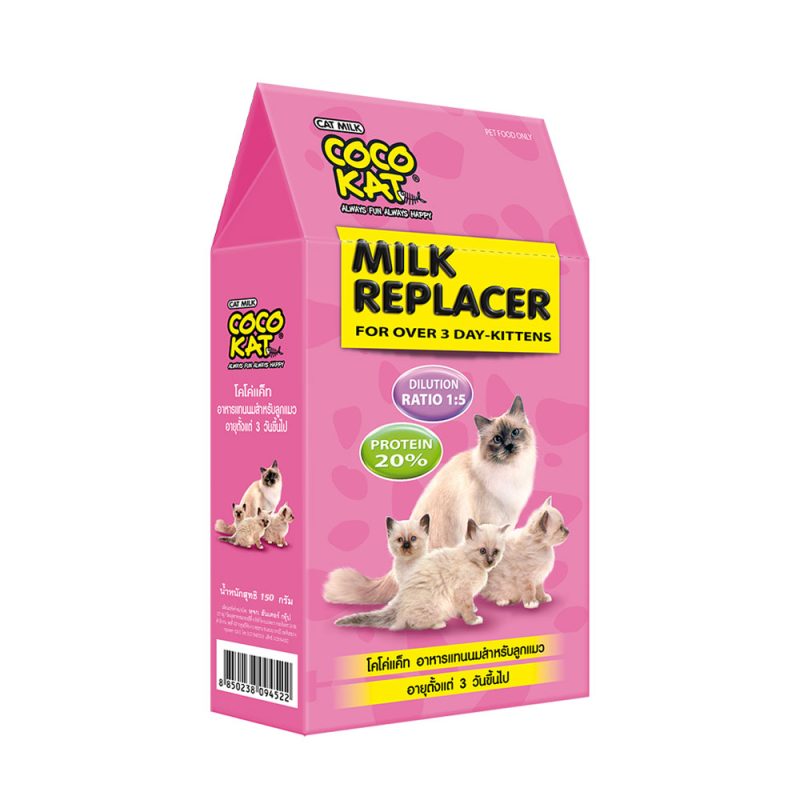 PET FOOD ONLY
CAT MILK
COCO
KAT®
ALWAYS FUN ALWAYS HAPPY
MILK
REPLACER
FOR OVER 3 DAY-KITTENS
DILUTION
RATIO 1:5
PROTEIN
20%
โคโค่แค็ท อาหารแทนนมสำหรับลูกแมว
อายุตั้งแต่ 3 วันขึ้นไป
CAT MILK
COCO
KAT
ALWAYS FUN ALWAYS HAPPY
โคโค่แค็ท
อาหารแทนนมสำหรับลูกแมว
อายุตั้งแต่ 3 วันขึ้นไป
น้ำหนักสุทธิ 150 กรัม
8 850238 094522